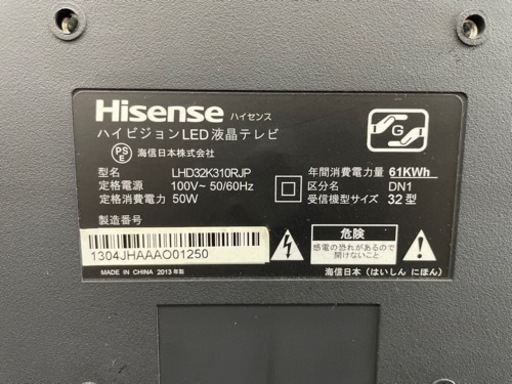 Hisense ハイセンス
ハイビジョンLED液晶テレビ
PS E 海信日本株式会社
G
型名 LHD32K310RJP
定格電源 100V~ 50/60Hz
定格消費電力 50W
年間消費電力量 61KWh
区分名 DN1
受信機型サイズ 32型
製造番号
1304JHAAAO01250
MADE IN CHINA 2013年製
危険
感電の恐れがあるので
開けないこと
海信日本（はいしん にほん）